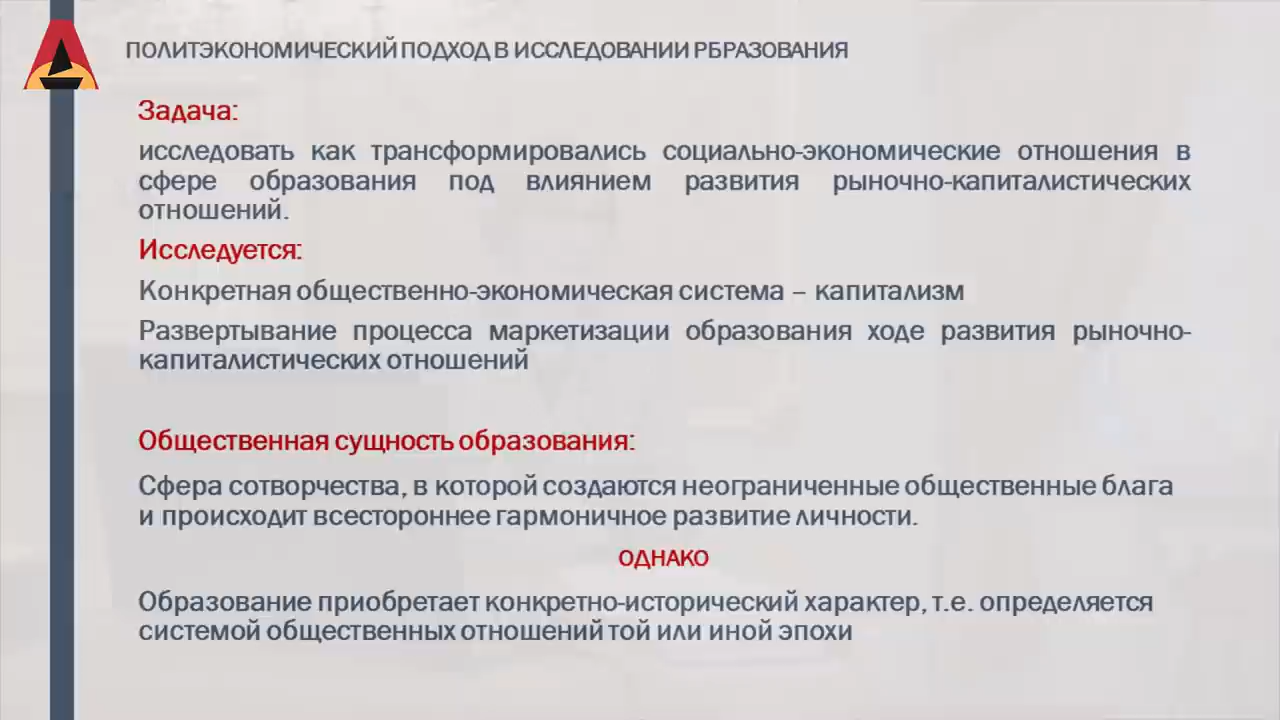 ПОЛИТЭКОНОМИЧЕСКИЙ ПОДХОД В ИССЛЕДОВАНИИ РБРАЗОВАНИЯ
Задача:
исследовать как трансформировались социально-экономические отношения в
сфере образования под влиянием развития рыночно-капиталистических
отношений.
Исследуется:
Конкретная общественно-экономическая система – капитализм
Развертывание процесса маркетизации образования ходе развития рыночно-
капиталистических отношений
Общественная сущность образования:
Сфера сотворчества, в которой создаются неограниченные общественные блага
и происходит всестороннее гармоничное развитие личности.
ОДНАКО
Образование приобретает конкретно-исторический характер, т.е. определяется
системой общественных отношений той или иной эпохи